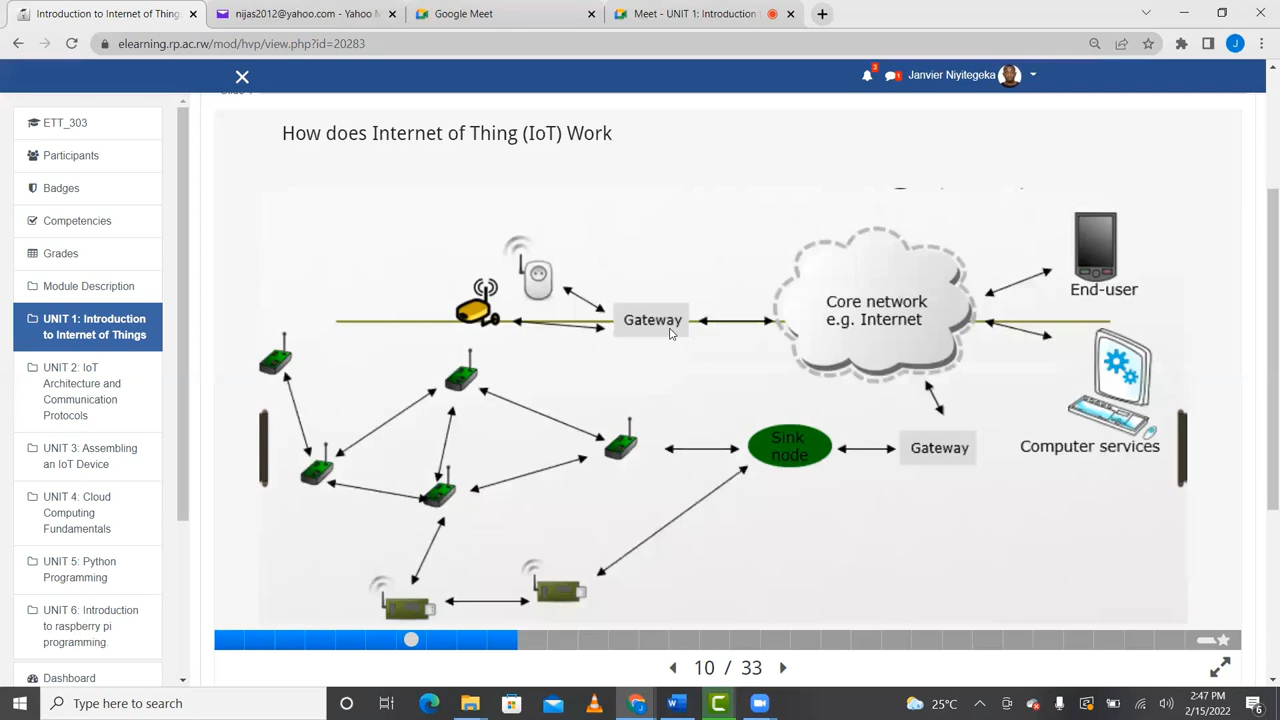 Introduction to Internet of Things
nijas2012@yahoo.com - Yahoo M
Google Meet
Meet - UNIT 1: Introduction
elearning.rp.ac.rw/mod/hvp/view.php?id=20283
J
3
1
Janvier Niyitegeka
ETT_303
Participants
Badges
Competencies
Grades
Module Description
UNIT 1: Introduction
to Internet of Things
UNIT 2: IoT
Architecture and
Communication
Protocols
UNIT 3: Assembling
an IoT Device
UNIT 4: Cloud
Computing
Fundamentals
UNIT 5: Python
Programming
UNIT 6: Introduction
to raspberry pi
programming.
Dashboard
How does Internet of Thing (IoT) Work
Gateway
Core network
e.g. Internet
End-user
Sink
node
Gateway
Computer services
10 / 33
Type here to search
25°C
2:47 PM
2/15/2022
6